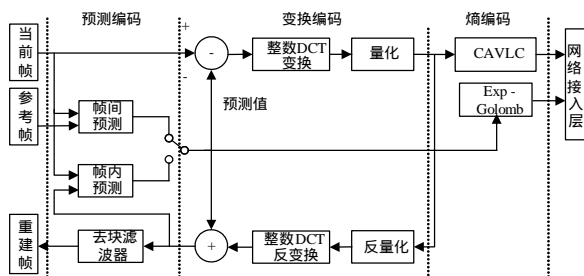 预测编码
变换编码
熵编码
当前帧
+
-
-
整数DCT
变换
量化
CAVLC
网络接入层
参考帧
帧间
预测
预测值
Exp -
Golomb
帧内
预测
重建帧
去块滤
波器
+
整数DCT
反变换
反量化